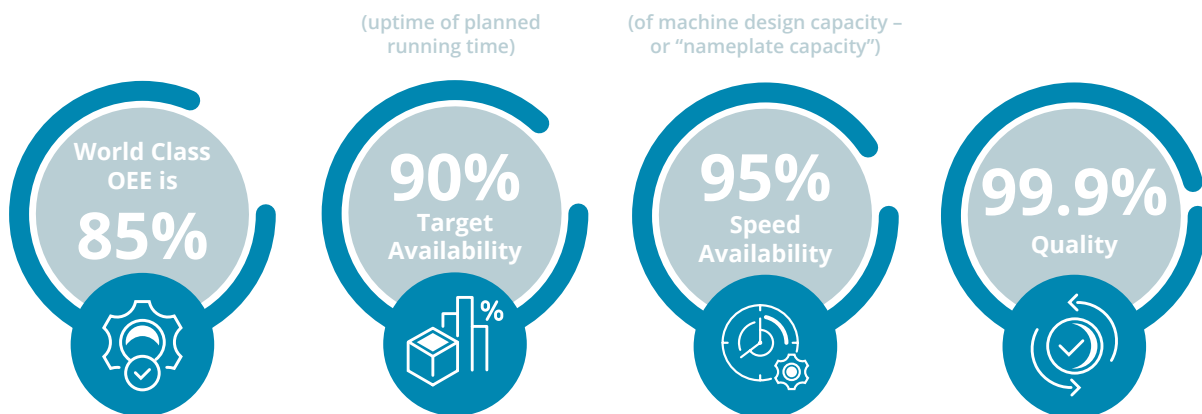 (uptime of planned
running time)
(of machine design capacity –
or “nameplate capacity”)
World Class
OEE is
85%
90%
Target
Availability
%
95%
Speed
Availability
99.9%
Quality